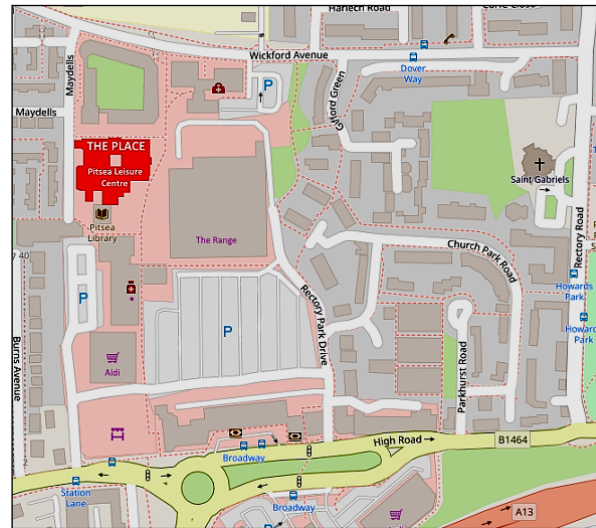 Harlech Road
Wickford Avenue
Maydells
P
Dover
Way
Gifford Green
Maydells
THE PLACE
Pitsea Leisure
Centre
Saint Gabriels
Pitsea
Library
The Range
Church Park Road
Rectory Road
P
Howards
Park
Howard
Park
Rectory Park Drive
P
Burns Avenue
Aldi
Parkhurst Road
High Road
B1464
Broadway
Station
Lane
Broadway
A13
P